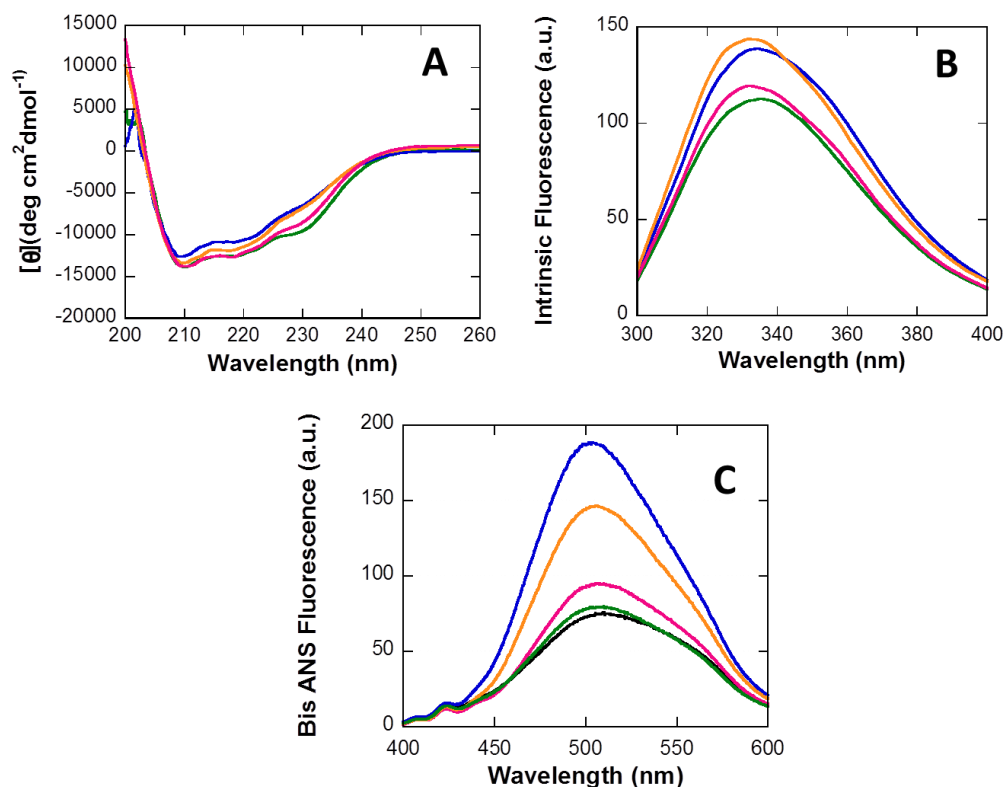 A
15000
10000
5000
0
-5000
-10000
-15000
-20000
[θ](deg cm²dmol⁻¹)
200 210 220 230 240 250 260
Wavelength (nm)
B
150
100
50
0
Intrinsic Fluorescence (a.u.)
300 320 340 360 380 400
Wavelength (nm)
C
200
150
100
50
0
Bis ANS Fluorescence (a.u.)
400 450 500 550 600
Wavelength (nm)